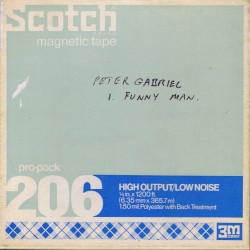 Scotch
magnetic tape
PETER GABRIEL
1. FUNNY MAN.
pro-pack
206
HIGH OUTPUT/LOW NOISE
¼ in. x 1200 ft.
(6.35 mm x 365.7m)
1.50 mil Polyester with Back Treatment
3M